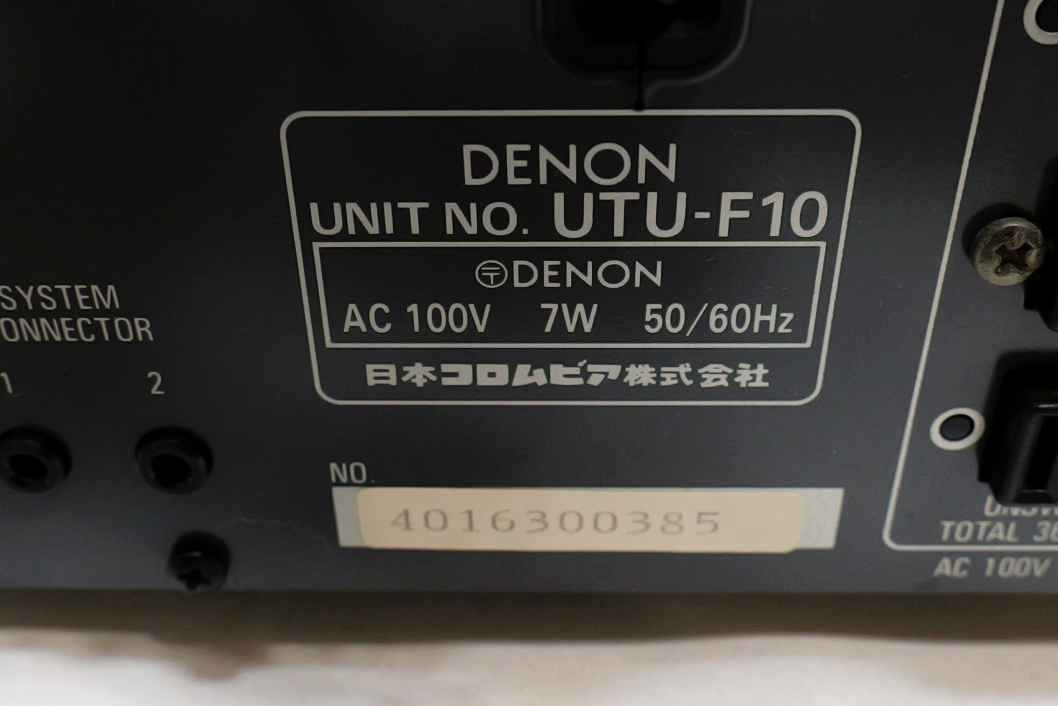 DENON
UNIT NO. UTU-F10
〒DENON
AC 100V 7W 50/60Hz
日本コロムビア株式会社
SYSTEM
ONNECTOR
1 2
NO.
4016300385
TOTAL
AC 100V